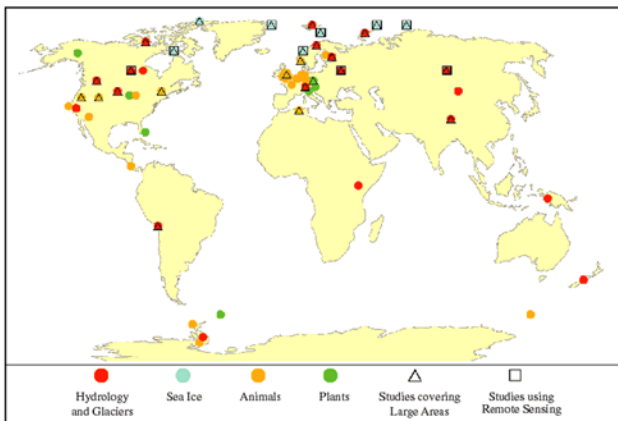 Hydrology
and Glaciers
Sea Ice
Animals
Plants
Studies covering
Large Areas
Studies using
Remote Sensing